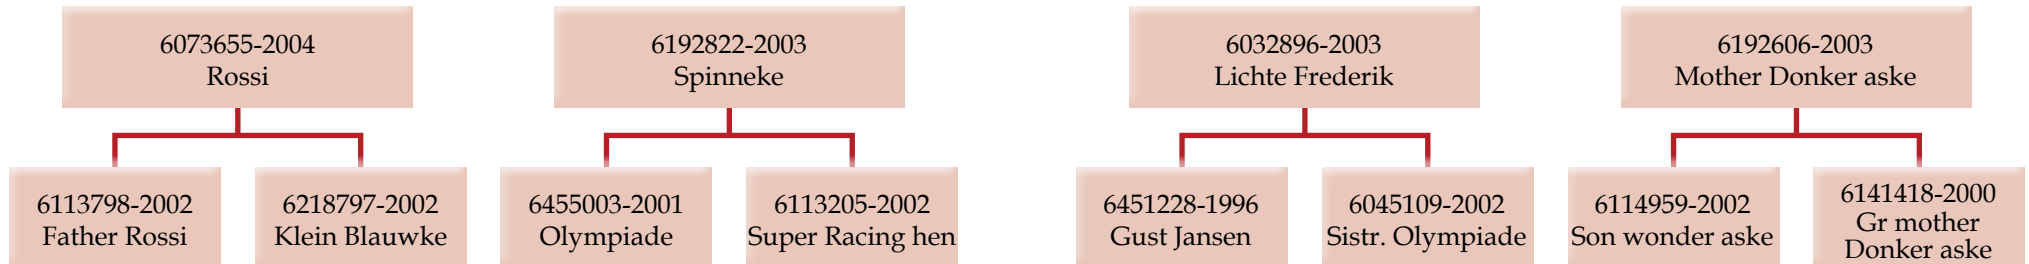 6073655-2004
Rossi
6192822-2003
Spinneke
6032896-2003
Lichte Frederik
6192606-2003
Mother Donker aske
6113798-2002
Father Rossi
6218797-2002
Klein Blauwke
6455003-2001
Olympiade
6113205-2002
Super Racing hen
6451228-1996
Gust Jansen
6045109-2002
Sistr. Olympiade
6114959-2002
Son wonder aske
6141418-2000
Gr mother
Donker aske